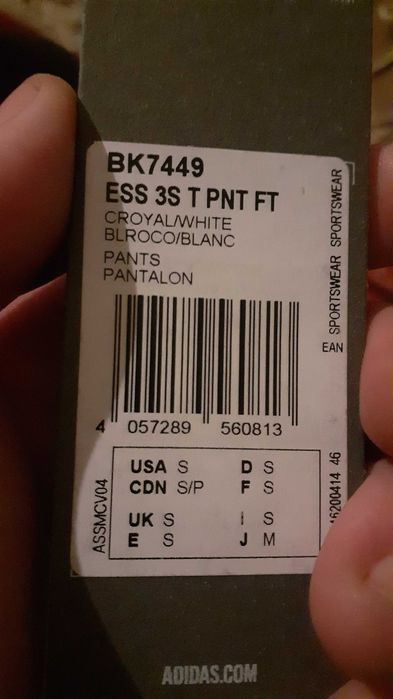 BK7449
ESS 3S T PNT FT
CROYAL/WHITE
BLROCO/BLANC
PANTS
PANTALON
SPORTSWEAR SPORTSWEAR
EAN
4 057289 560813
USA S D S
CDN S/P F S
UK S I S
E S J M
ASSMCV04
46
ADIDAS.COM